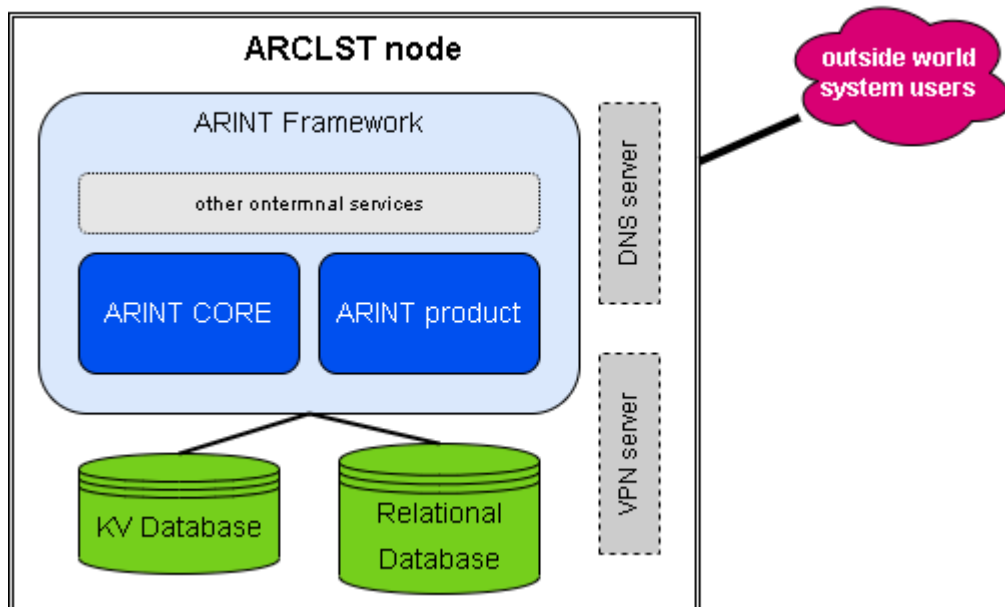 ARCLST node
outside world
system users
ARINT Framework
other ontermnal services
ARINT CORE
ARINT product
DNS server
VPN server
KV Database
Relational
Database